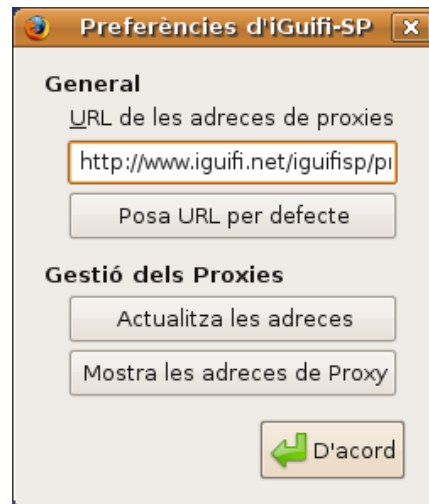 Preferències d'iGuifi-SP
General
URL de les adreces de proxies
http://www.iguifi.net/iguifisp/
Posa URL per defecte
Gestió dels Proxies
Actualitza les adreces
Mostra les adreces de Proxy
D'acord